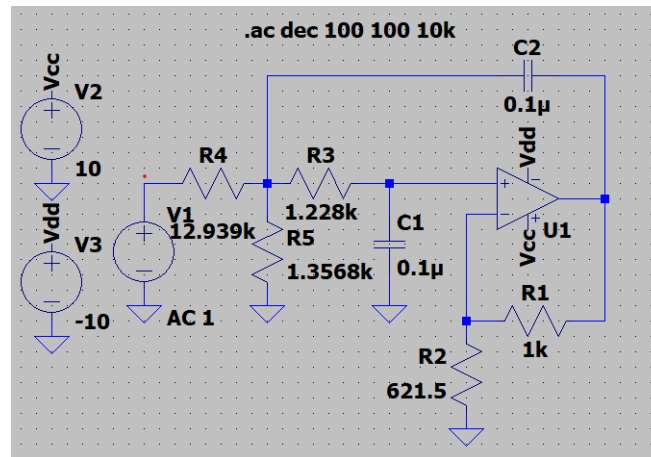 .ac dec 100 100 10k
C2
0.1µ
Vcc
V2
10
Vdd
V3
-10
R4
12.939k
V1
AC 1
R3
1.228k
R5
1.3568k
C1
0.1µ
Vdd
U1
Vcc
R1
1k
R2
621.5